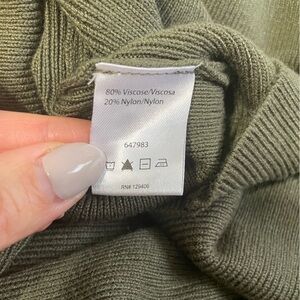 80% Viscose/Viscosa
20% Nylon/Nylon
647983
RN# 129406